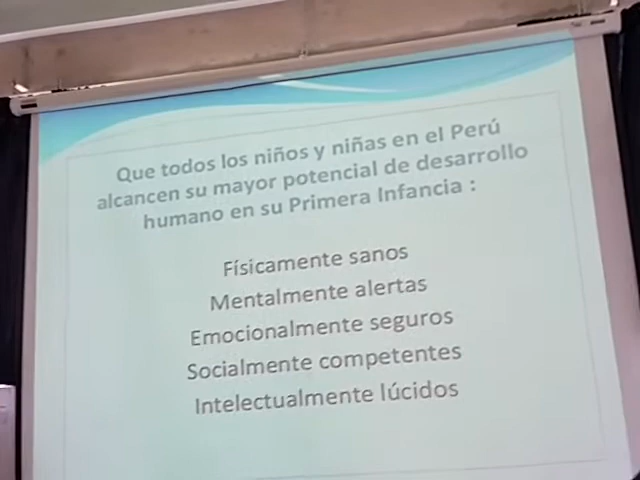 Que todos los niños y niñas en el Perú
alcancen su mayor potencial de desarrollo
humano en su Primera Infancia :
Físicamente sanos
Mentalmente alertas
Emocionalmente seguros
Socialmente competentes
Intelectualmente lúcidos